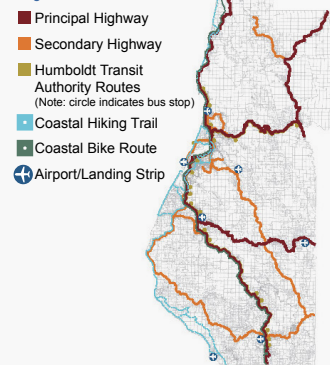 Principal Highway
Secondary Highway
Humboldt Transit
Authority Routes
(Note: circle indicates bus stop)
Coastal Hiking Trail
Coastal Bike Route
Airport/Landing Strip